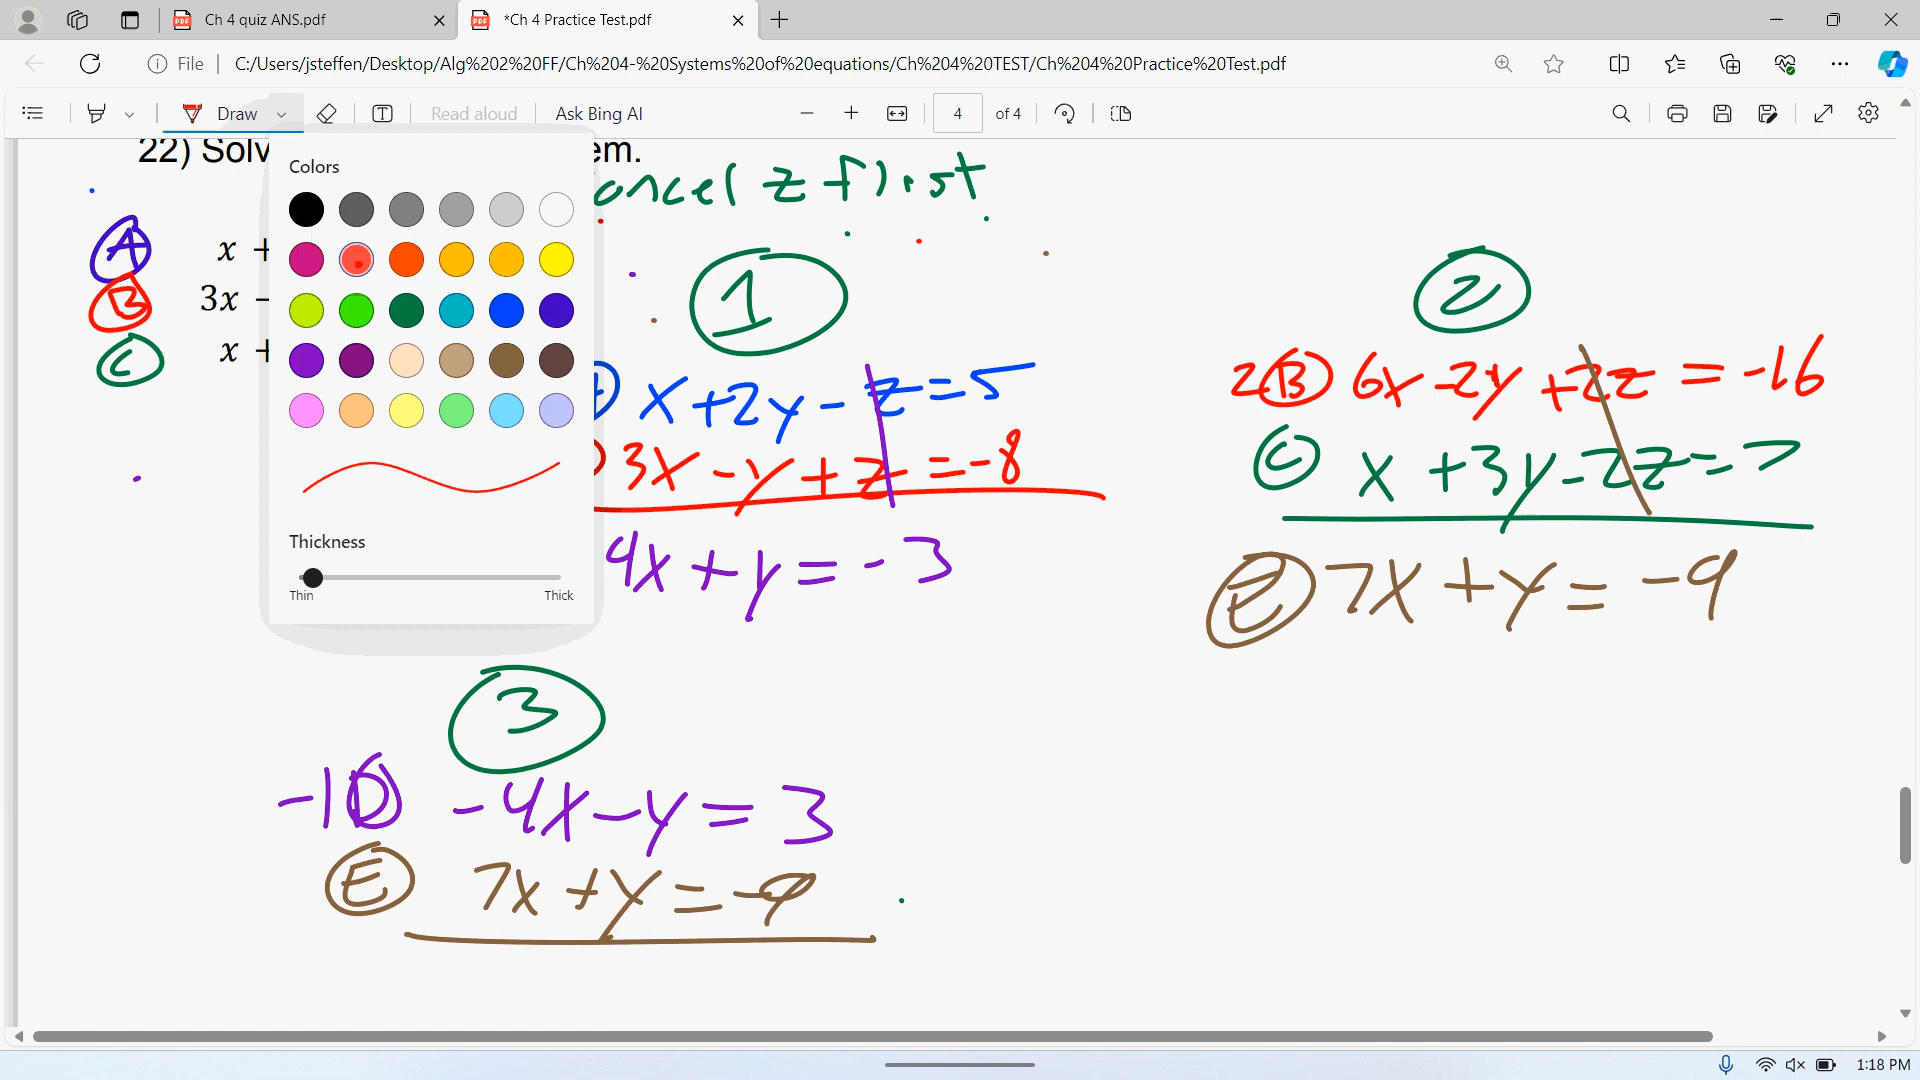 Ch 4 quiz ANS.pdf
*Ch 4 Practice Test.pdf
File
C:/Users/jsteffen/Desktop/Alg%202%20FF/Ch%204-%20Systems%20of%20equations/Ch%204%20TEST/Ch%204%20Practice%20Test.pdf
Draw
Read aloud
Ask Bing AI
4 of 4
22) Solv
em.
ancel z first
Colors
A x +
B 3x −
C x +
1
2
x+2y-z=5
3x-y+z=-8
4x+y=-3
2B 6x-2y+2z=-16
C x+3y-2z=7
E 7x+y=-9
Thickness
Thin Thick
3
-1D -4x-y=3
E 7x+y=-9
1:18 PM